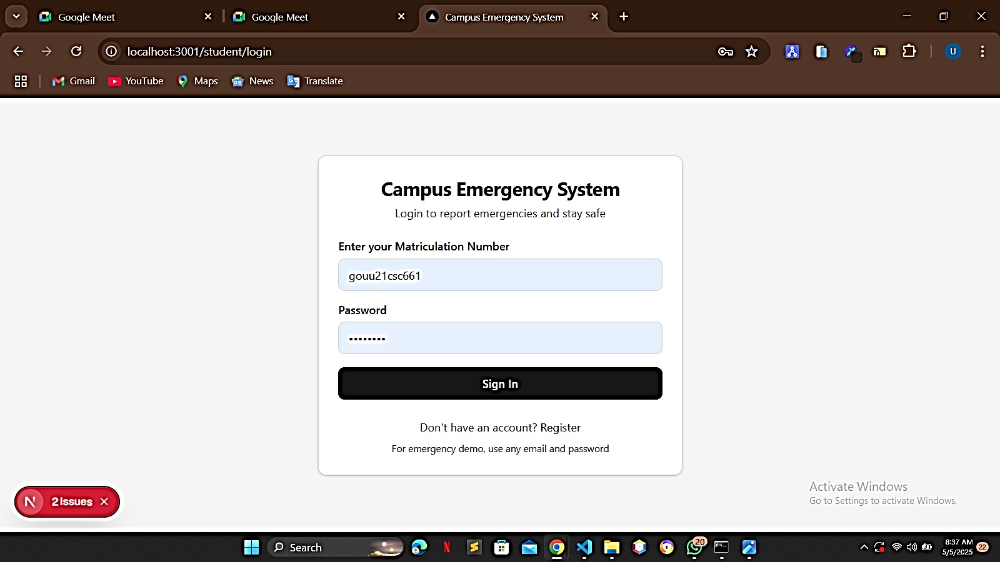 Google Meet
Google Meet
Campus Emergency System
localhost:3001/student/login
U
Gmail
YouTube
Maps
News
Translate
Campus Emergency System
Login to report emergencies and stay safe
Enter your Matriculation Number
gouu21csc661
Password
••••••••
Sign In
Don't have an account? Register
For emergency demo, use any email and password
N 2 Issues
Activate Windows
Go to Settings to activate Windows.
Search
N
20
8:37 AM
5/5/2025
22